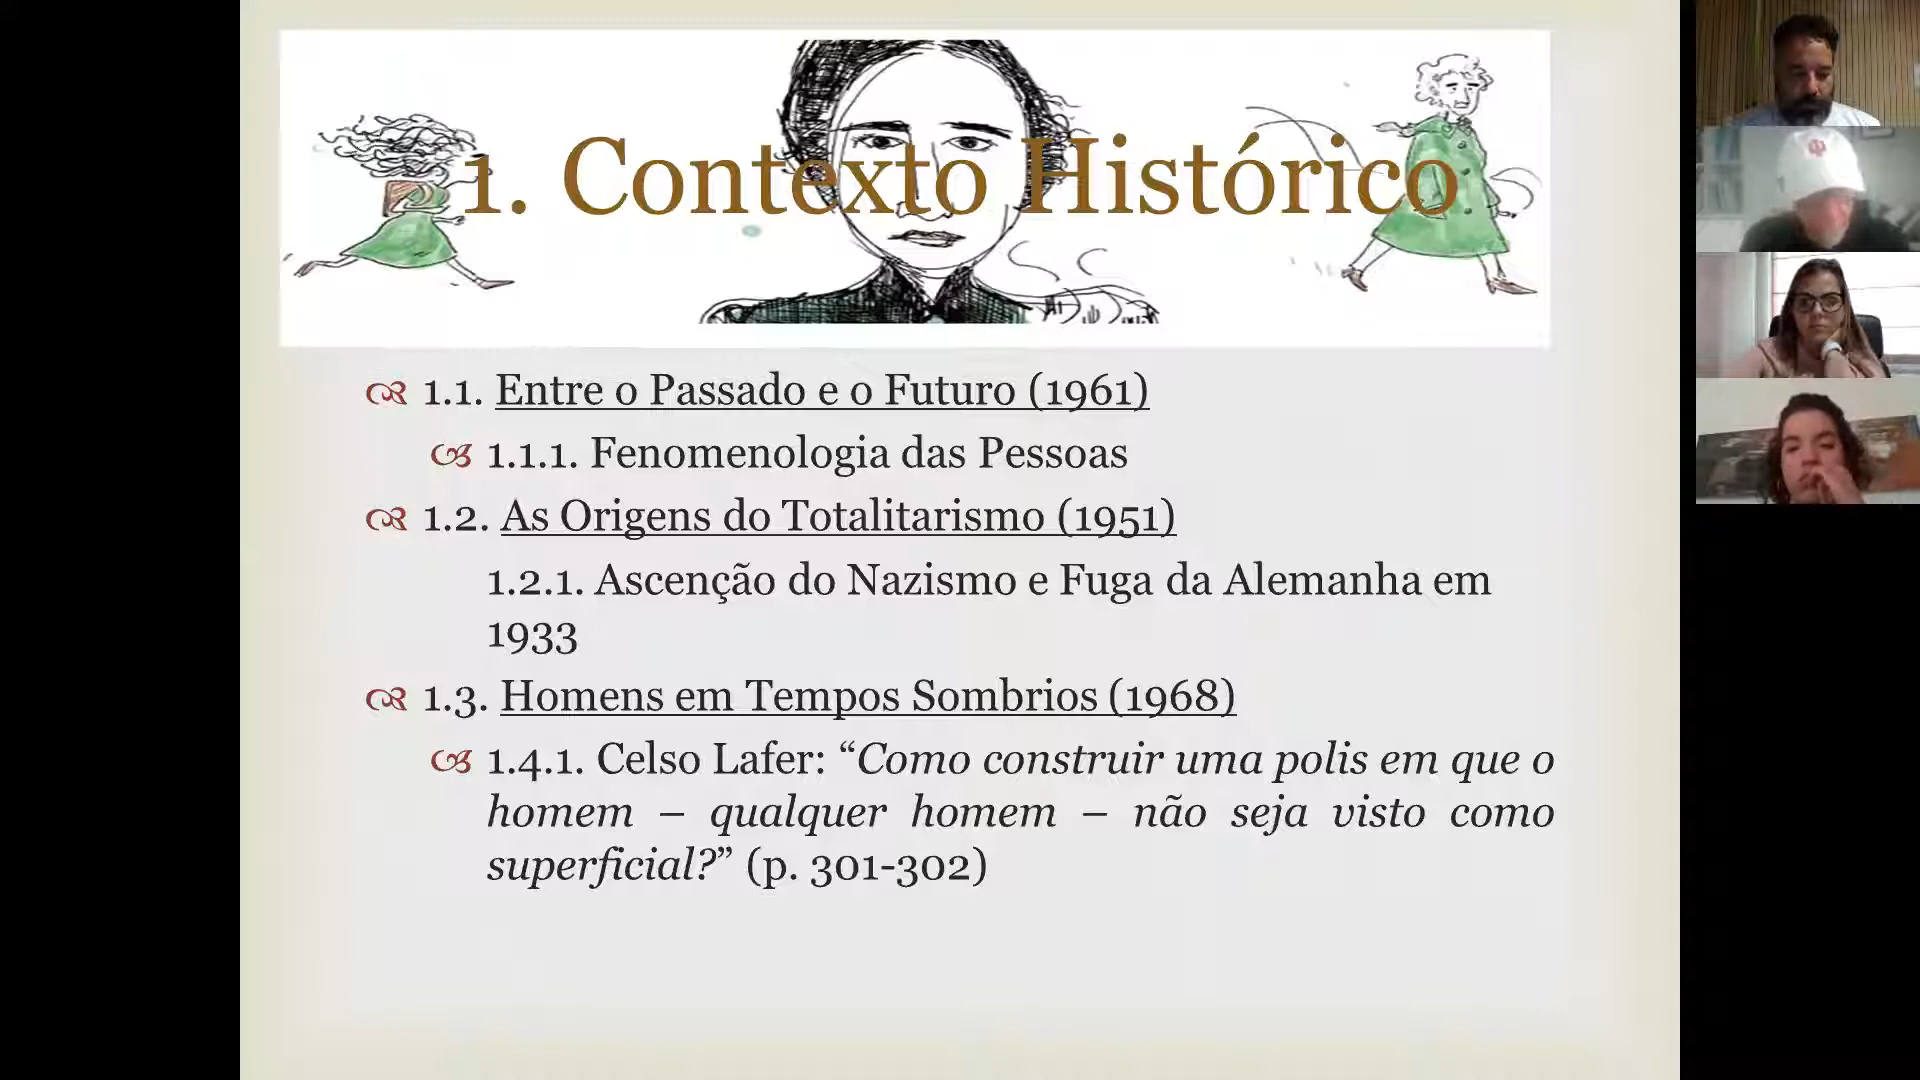 1. Contexto Histórico
1.1. Entre o Passado e o Futuro (1961)
1.1.1. Fenomenologia das Pessoas
1.2. As Origens do Totalitarismo (1951)
1.2.1. Ascenção do Nazismo e Fuga da Alemanha em
1933
1.3. Homens em Tempos Sombrios (1968)
1.4.1. Celso Lafer: “Como construir uma polis em que o
homem – qualquer homem – não seja visto como
superficial?” (p. 301-302)